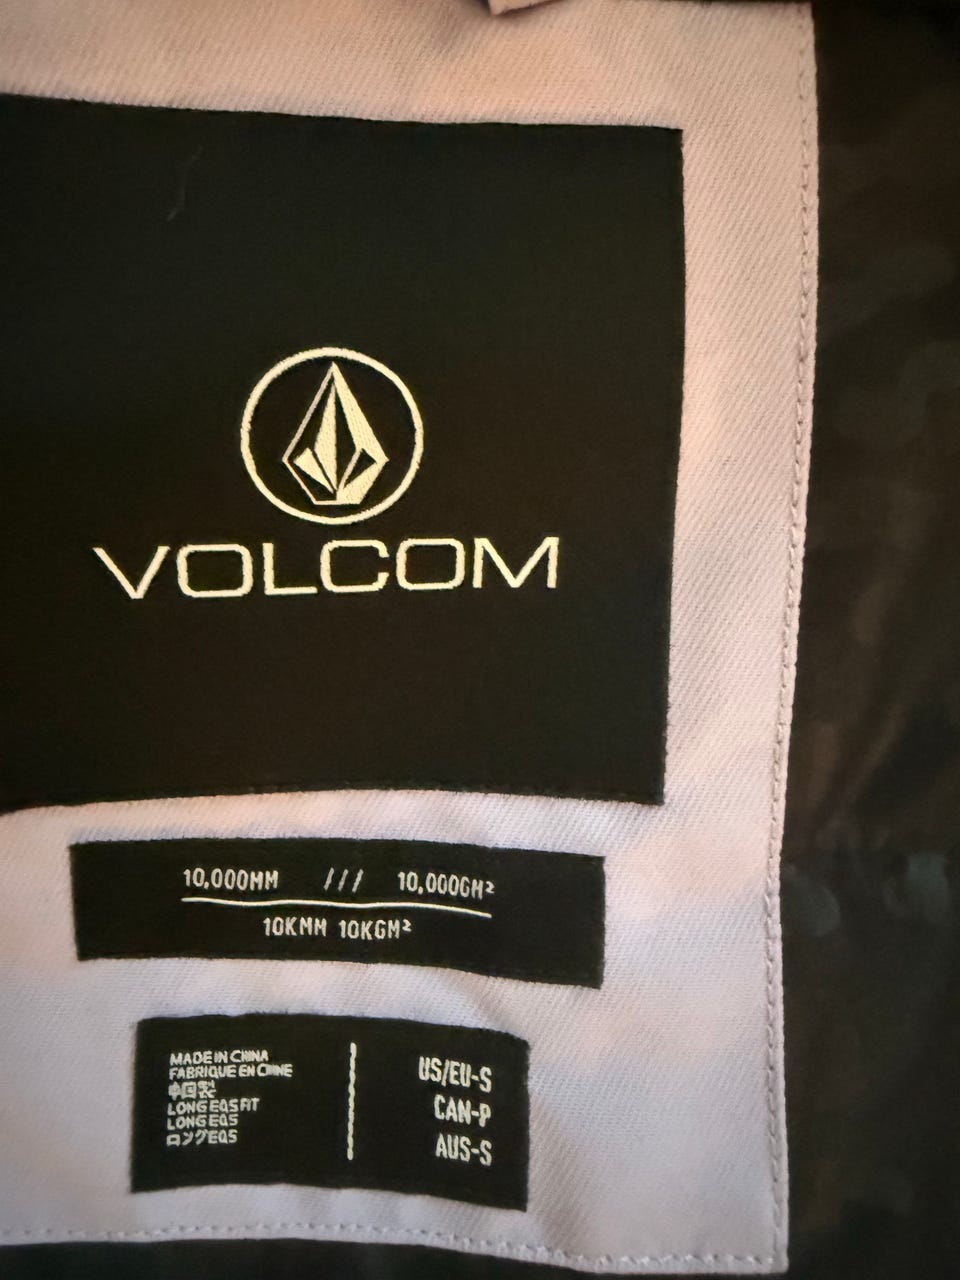 VOLCOM
10,000MM /// 10,000GM²
10KMM 10KGM²
MADE IN CHINA
FABRIQUE EN CHINE
中国製
LONG EQS FIT
LONG EQS
ロングEQS
US/EU-S
CAN-P
AUS-S